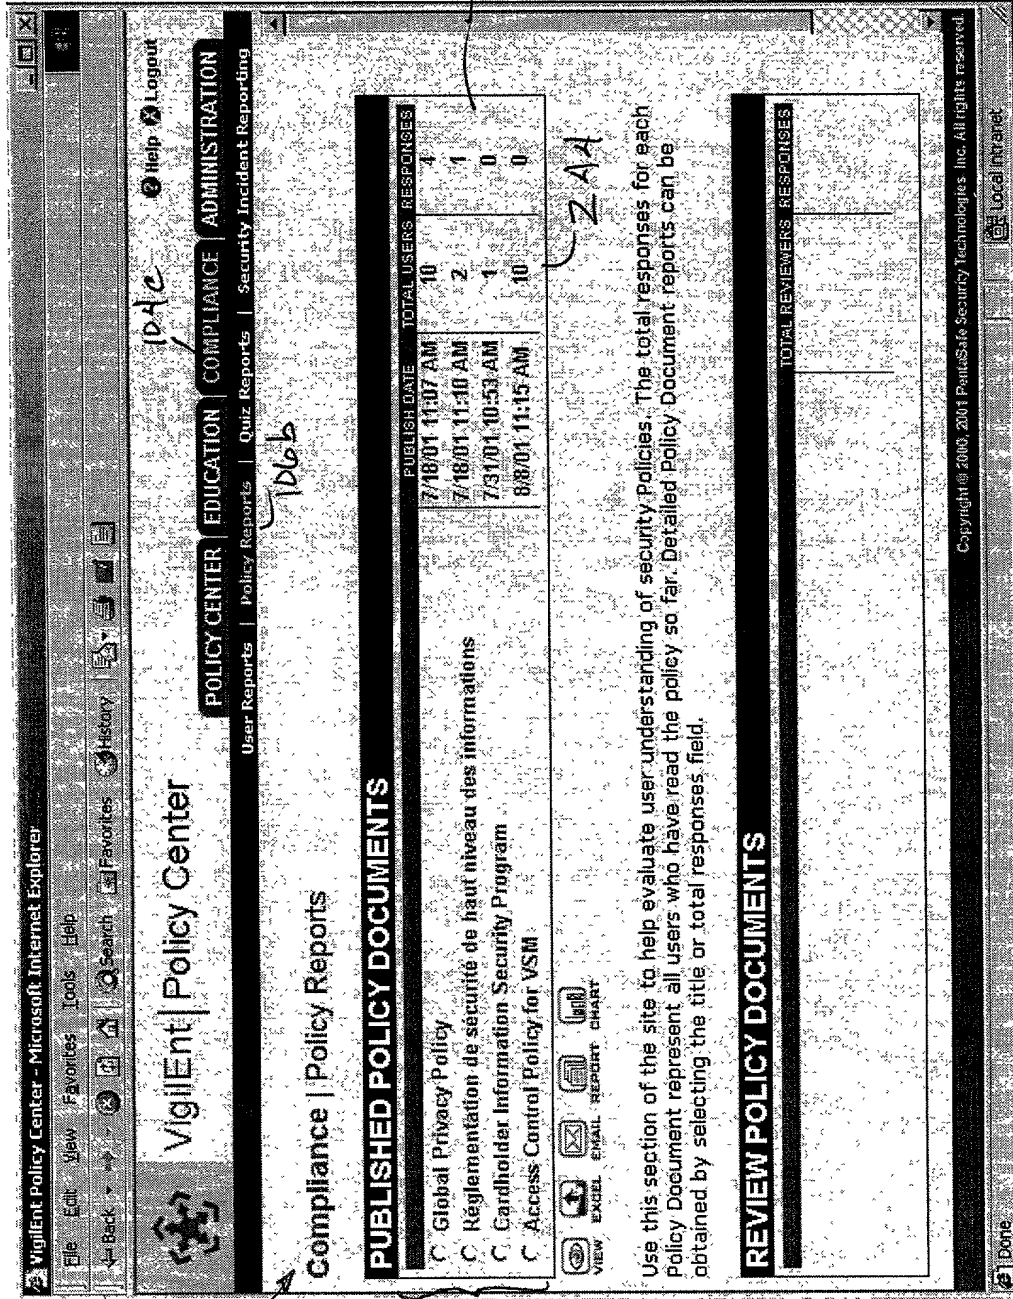 VigilEnt Policy Center - Microsoft Internet Explorer
File Edit View Favorites Tools Help
Back Search Favorites History
VigilEnt | Policy Center
Help Logout
POLICY CENTER | EDUCATION | COMPLIANCE | ADMINISTRATION
104c
User Reports | Policy Reports | Quiz Reports | Security Incident Reporting
106b
Compliance | Policy Reports
PUBLISHED POLICY DOCUMENTS
PUBLISH DATE TOTAL USERS RESPONSES
Global Privacy Policy 7/18/01 11:07 AM 10 4
Réglementation de sécurité de haut niveau des informations 7/18/01 11:10 AM 2 1
Cardholder Information Security Program 7/31/01 10:53 AM 1 0
Access Control Policy for VSM 8/8/01 11:15 AM 10 0
VIEW EXCEL EMAIL REPORT CHART
244
Use this section of the site to help evaluate user understanding of security Policies. The total responses for each
Policy Document represent all users who have read the policy so far. Detailed Policy Document reports can be
obtained by selecting the title or total responses field.
REVIEW POLICY DOCUMENTS
TOTAL REVIEWERS RESPONSES
Copyright © 2000, 2001 PentaSafe Security Technologies, Inc. All rights reserved.
Done Local intranet